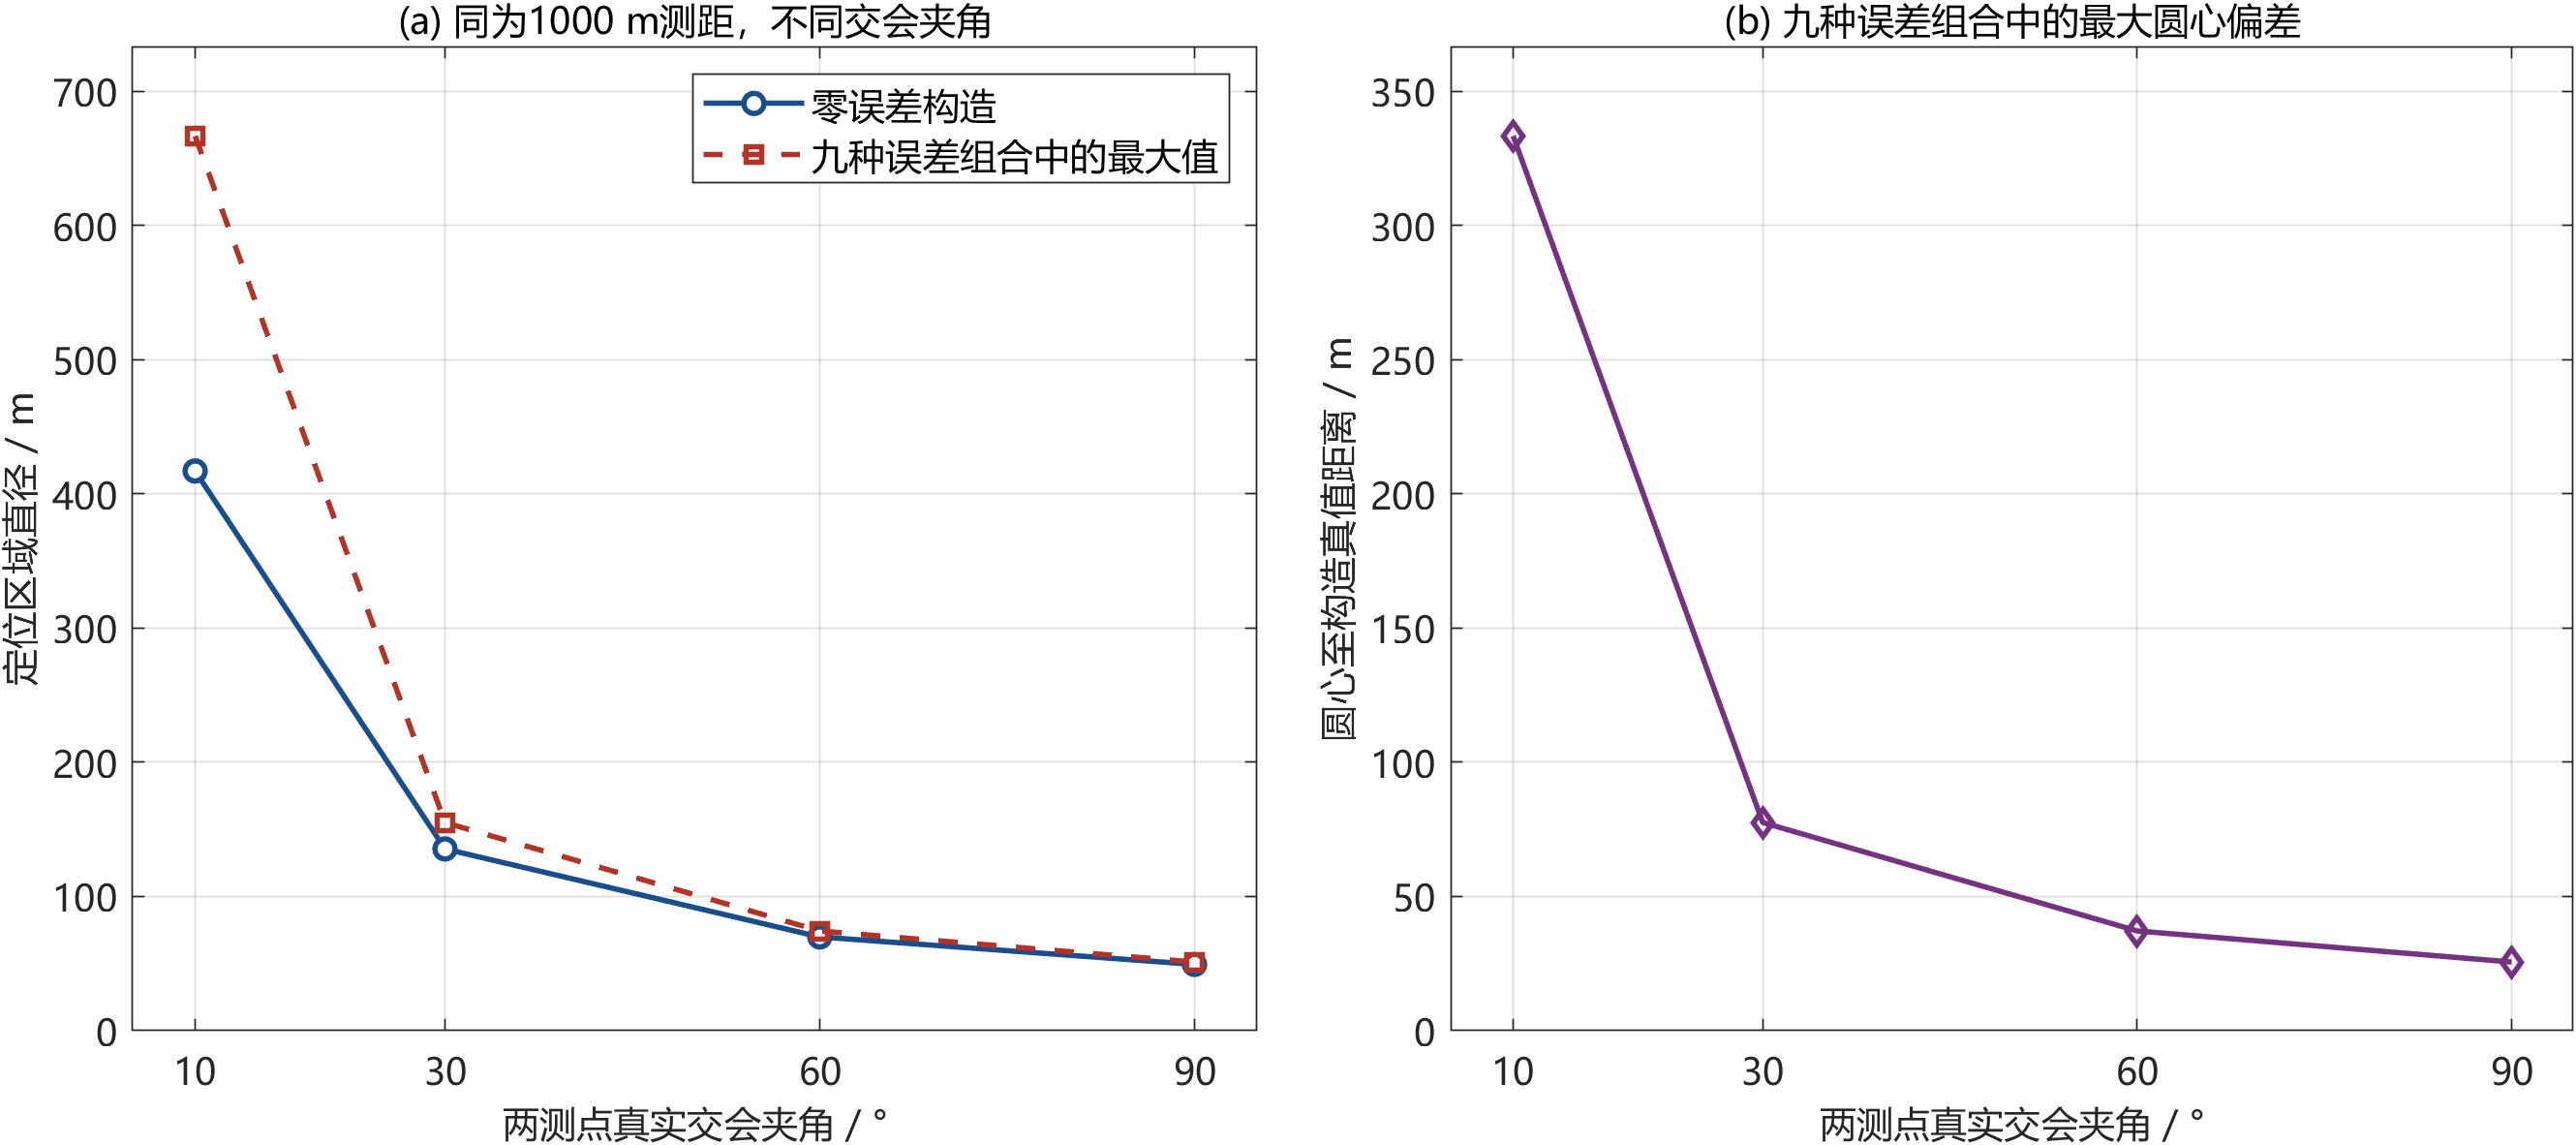 (a) 同为1000 m测距，不同交会夹角
零误差构造
九种误差组合中的最大值
定位区域直径 / m
700
600
500
400
300
200
100
0
10 30 60 90
两测点真实交会夹角 / °
(b) 九种误差组合中的最大圆心偏差
圆心至构造真值距离 / m
350
300
250
200
150
100
50
0
10 30 60 90
两测点真实交会夹角 / °